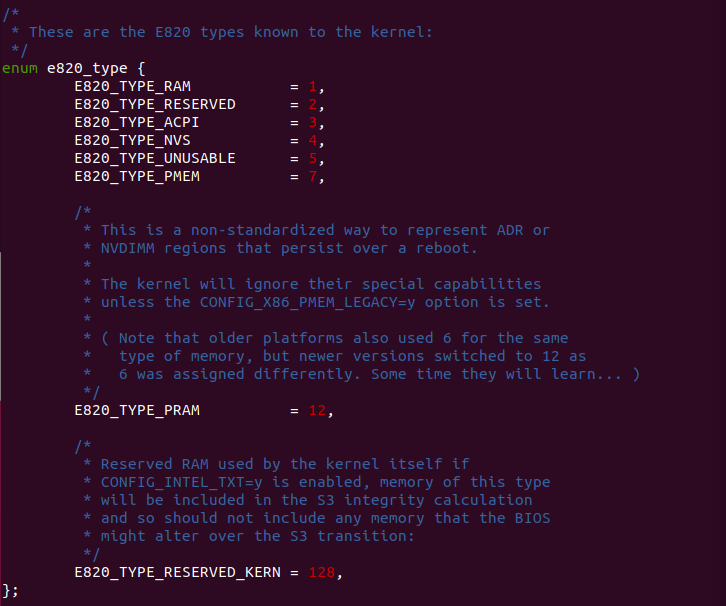 /*
 * These are the E820 types known to the kernel:
 */
enum e820_type {
        E820_TYPE_RAM           = 1,
        E820_TYPE_RESERVED      = 2,
        E820_TYPE_ACPI          = 3,
        E820_TYPE_NVS           = 4,
        E820_TYPE_UNUSABLE      = 5,
        E820_TYPE_PMEM          = 7,

        /*
         * This is a non-standardized way to represent ADR or
         * NVDIMM regions that persist over a reboot.
         *
         * The kernel will ignore their special capabilities
         * unless the CONFIG_X86_PMEM_LEGACY=y option is set.
         *
         * ( Note that older platforms also used 6 for the same
         *   type of memory, but newer versions switched to 12 as
         *   6 was assigned differently. Some time they will learn... )
         */
        E820_TYPE_PRAM          = 12,

        /*
         * Reserved RAM used by the kernel itself if
         * CONFIG_INTEL_TXT=y is enabled, memory of this type
         * will be included in the S3 integrity calculation
         * and so should not include any memory that the BIOS
         * might alter over the S3 transition:
         */
        E820_TYPE_RESERVED_KERN = 128,
};